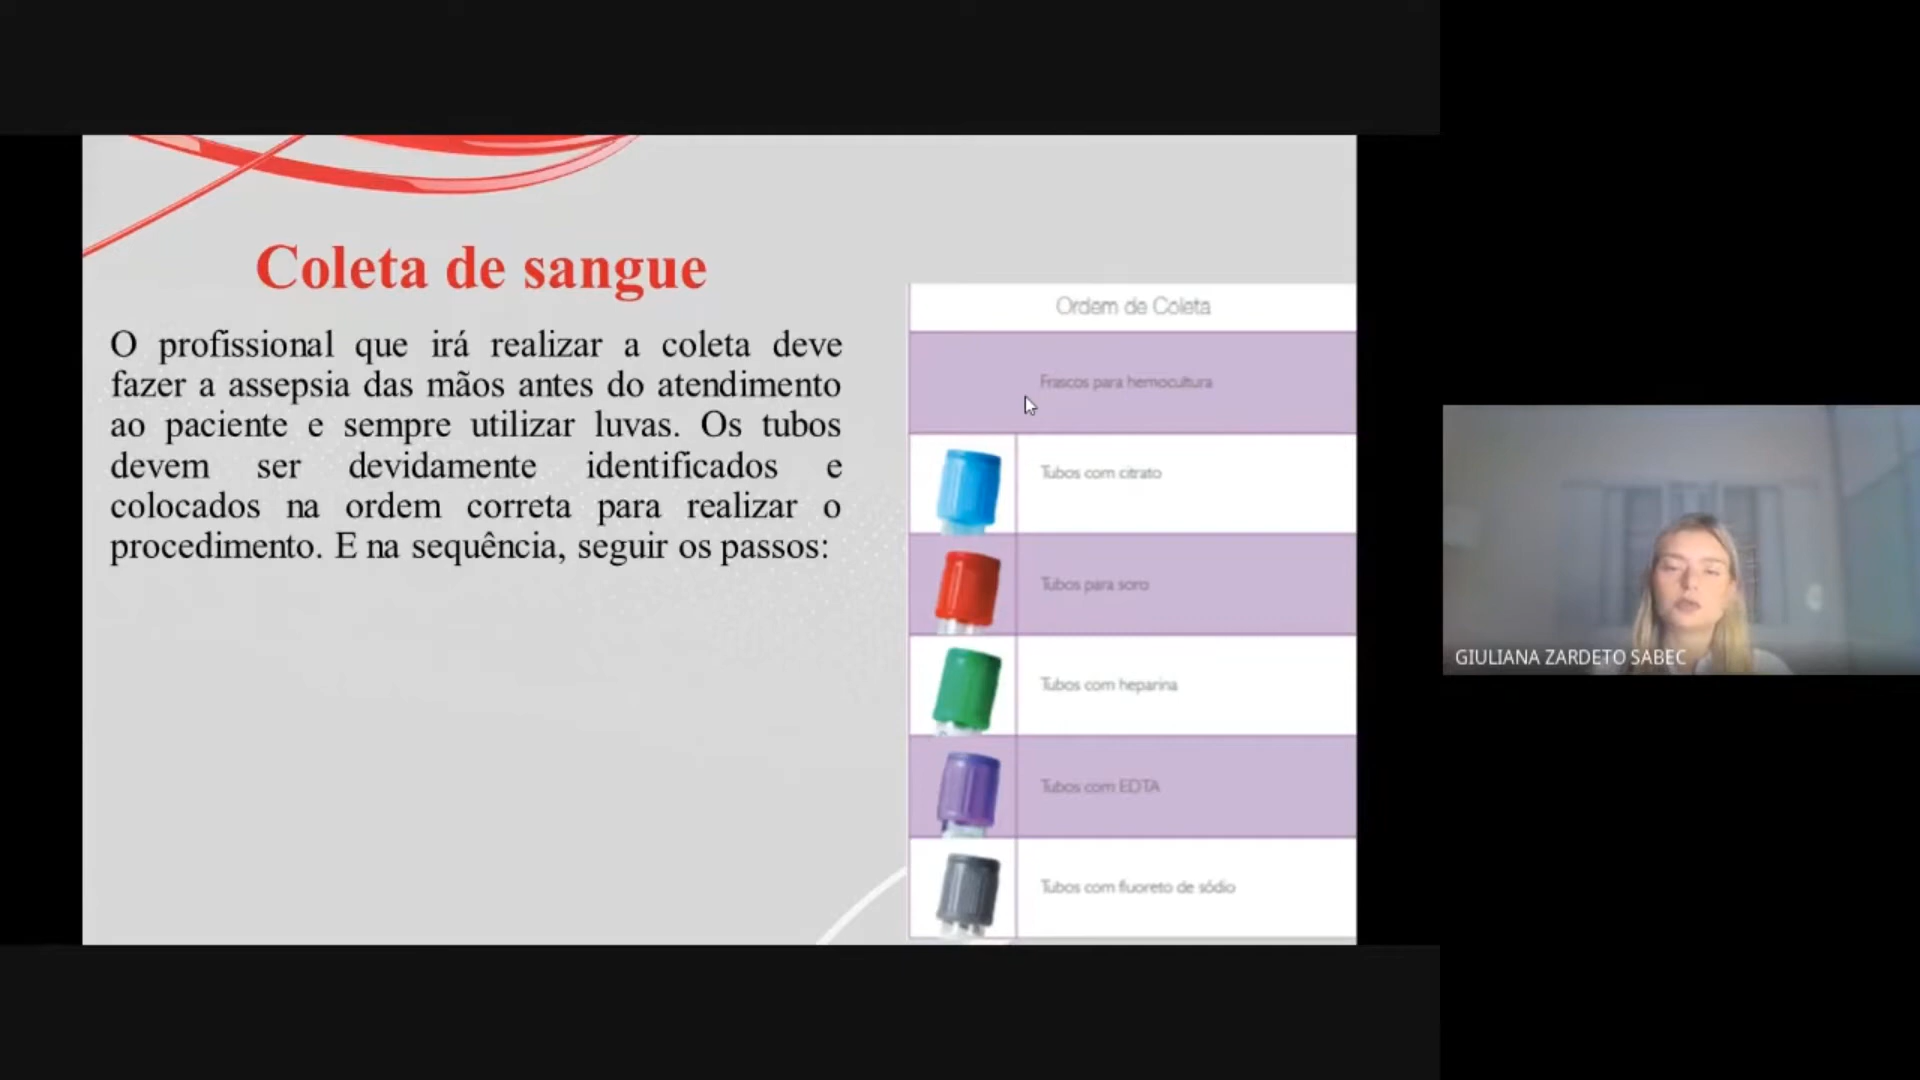 Coleta de sangue
O profissional que irá realizar a coleta deve
fazer a assepsia das mãos antes do atendimento
ao paciente e sempre utilizar luvas. Os tubos
devem ser devidamente identificados e
colocados na ordem correta para realizar o
procedimento. E na sequência, seguir os passos:
Ordem de Coleta
Frascos para hemocultura
Tubos com citrato
Tubos para soro
Tubos com heparina
Tubos com EDTA
Tubos com fluoreto de sódio
GIULIANA ZARDETO SABEC